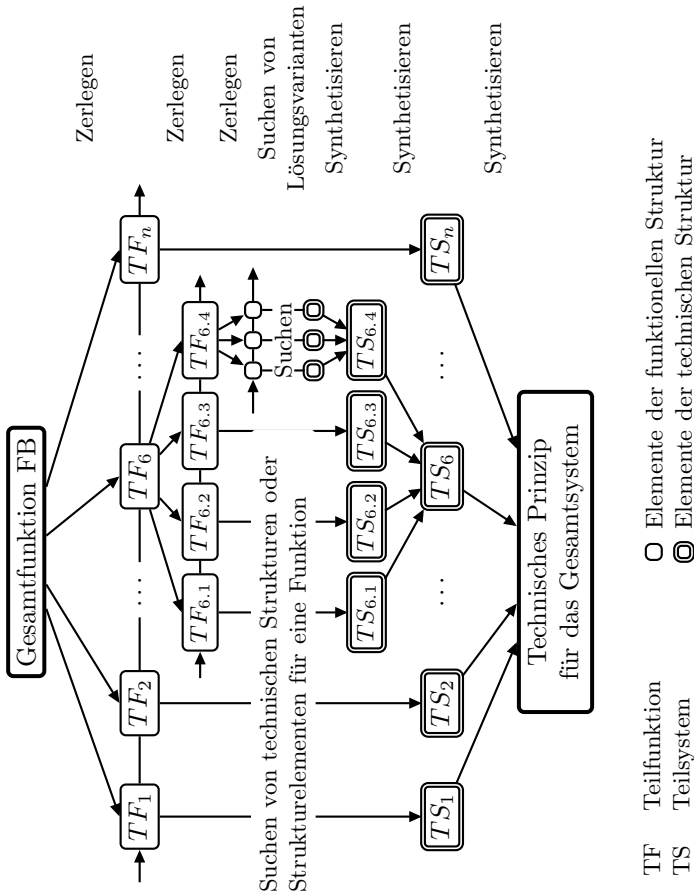 Gesamtfunktion FB
Zerlegen
TF₁
TF₂
...
TF₆
...
TFₙ
Zerlegen
TF₆.₁
TF₆.₂
TF₆.₃
TF₆.₄
Zerlegen
Suchen von technischen Strukturen oder
Strukturelementen für eine Funktion
Suchen
Suchen von
Lösungsvarianten
Synthetisieren
TS₆.₁
TS₆.₂
TS₆.₃
TS₆.₄
Synthetisieren
TS₁
TS₂
...
TS₆
...
TSₙ
Synthetisieren
Technisches Prinzip
für das Gesamtsystem
TF Teilfunktion
TS Teilsystem
Elemente der funktionellen Struktur
Elemente der technischen Struktur